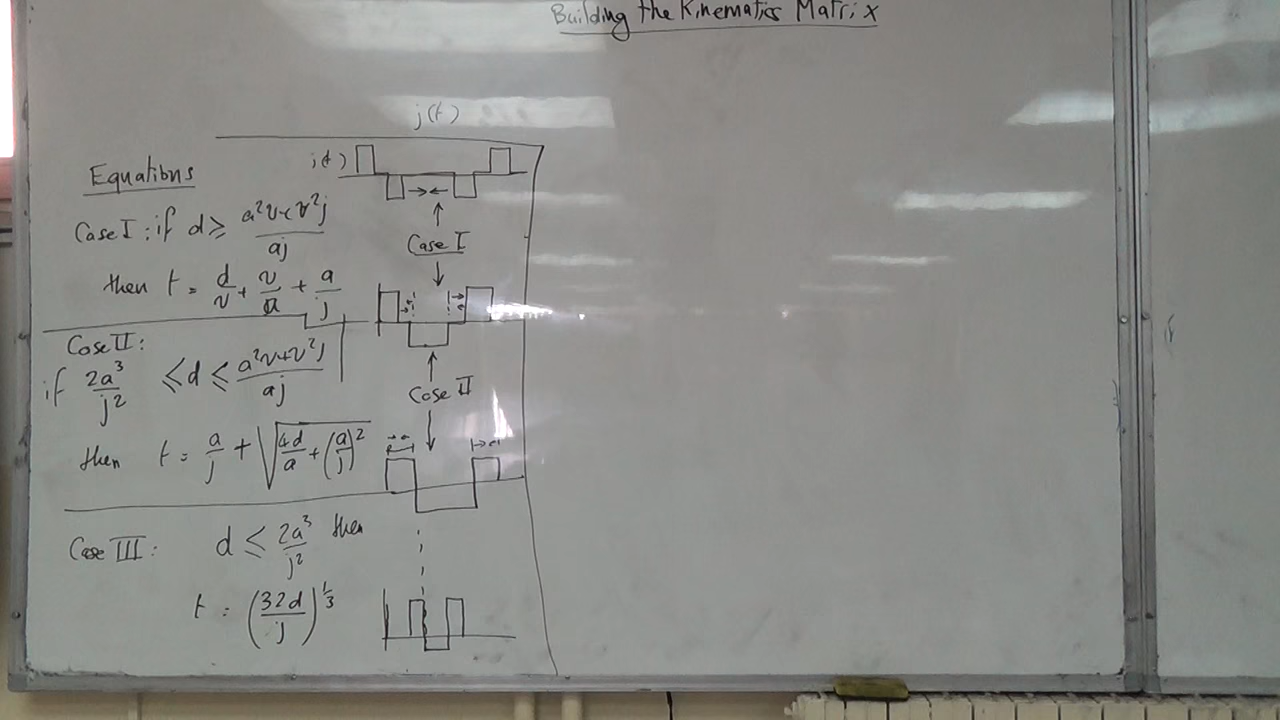 Building the Kinematics Matrix
j(t)
j(t)
Equations
Case I : if d ≥ (a²v + v²j)/(aj)
then t = d/v + v/a + a/j
Case I
Case II:
if 2a³/j² ≤ d ≤ (a²v + v²j)/(aj)
then t = a/j + √(4d/a + (a/j)²)
Case II
Case III: d ≤ 2a³/j² then
t = (32d/j)^(1/3)